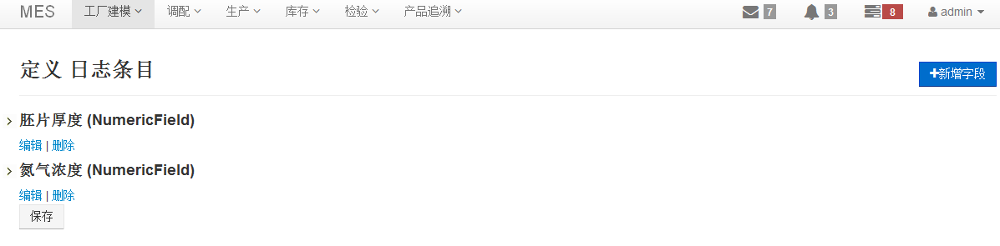 MES 工厂建模 调配 生产 库存 检验 产品追溯 7 3 8 admin
定义 日志条目
新增字段
胚片厚度 (NumericField)
编辑 | 删除
氮气浓度 (NumericField)
编辑 | 删除
保存